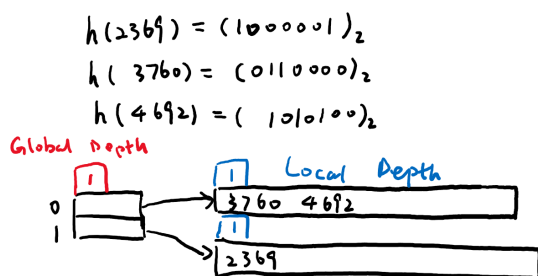 h(2369) = (1000001)₂
h(3760) = (0110000)₂
h(4692) = (1010100)₂
Global Depth
1
1 Local Depth
0 3760 4692
1 1
2369